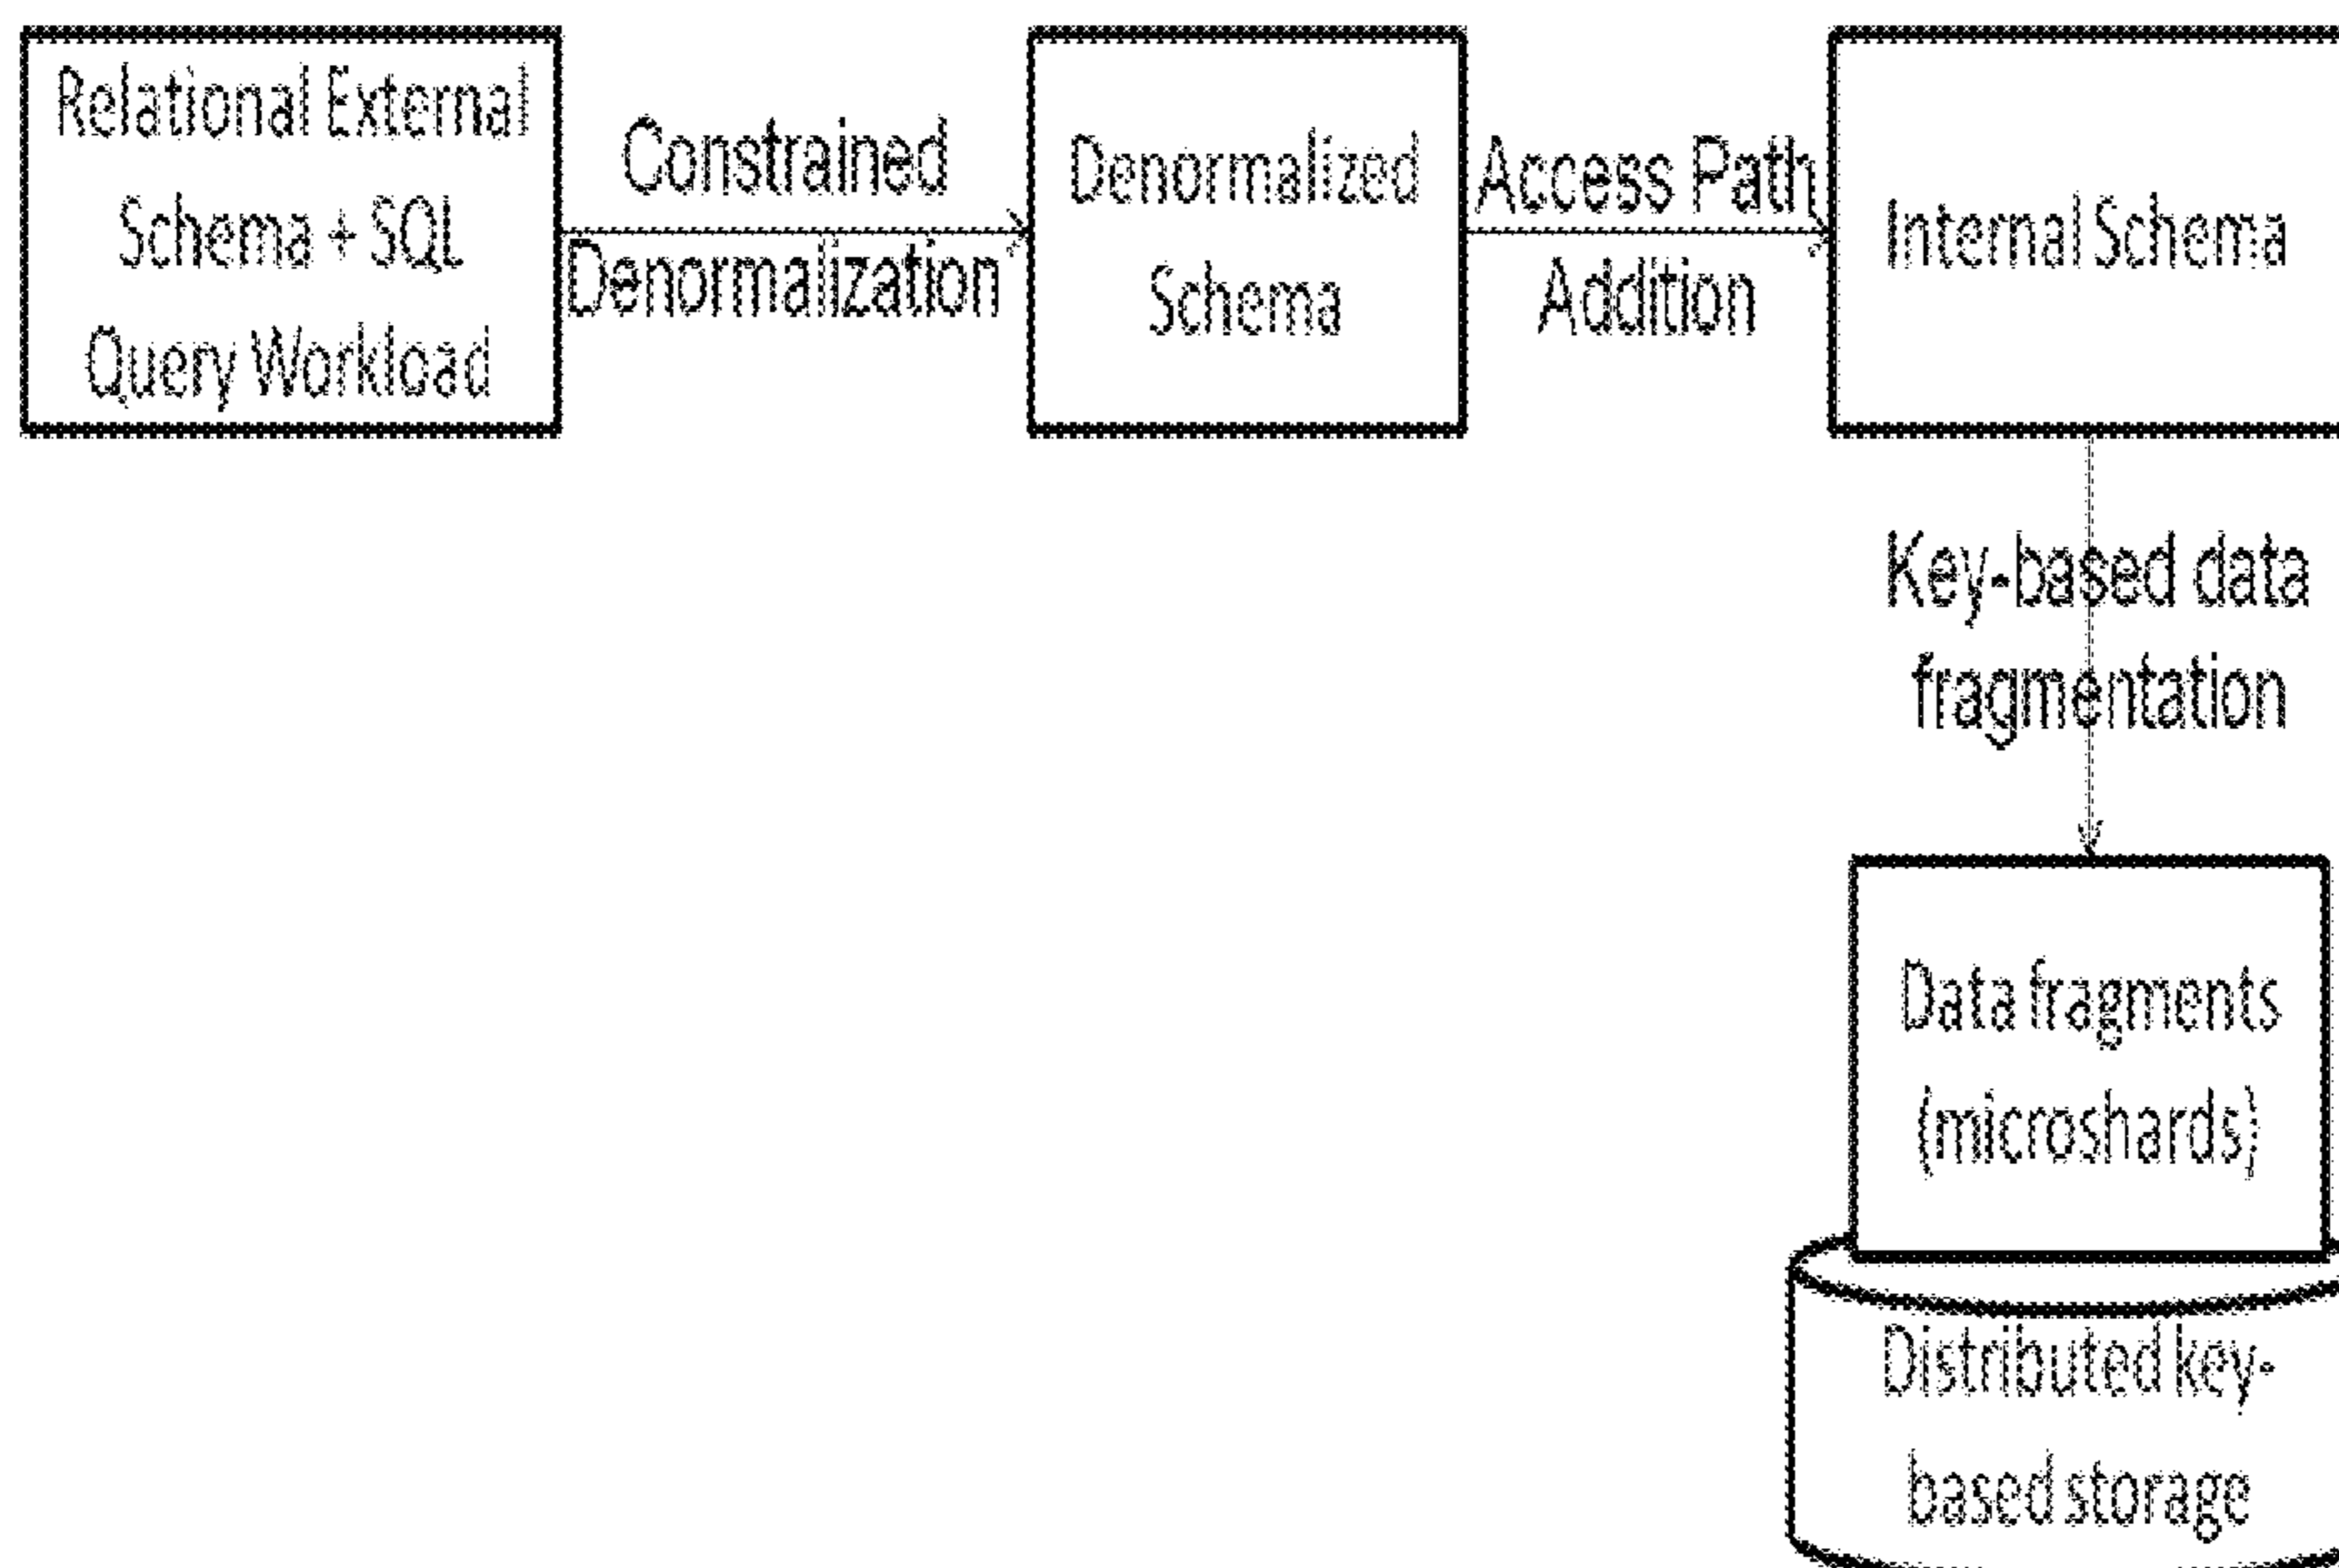 Relational External
Schema + SQL
Query Workload
Constrained
Denormalization
Denormalized
Schema
Access Path
Addition
Internal Schema
Key-based data
fragmentation
Data fragments
(microshards)
Distributed key-
based storage